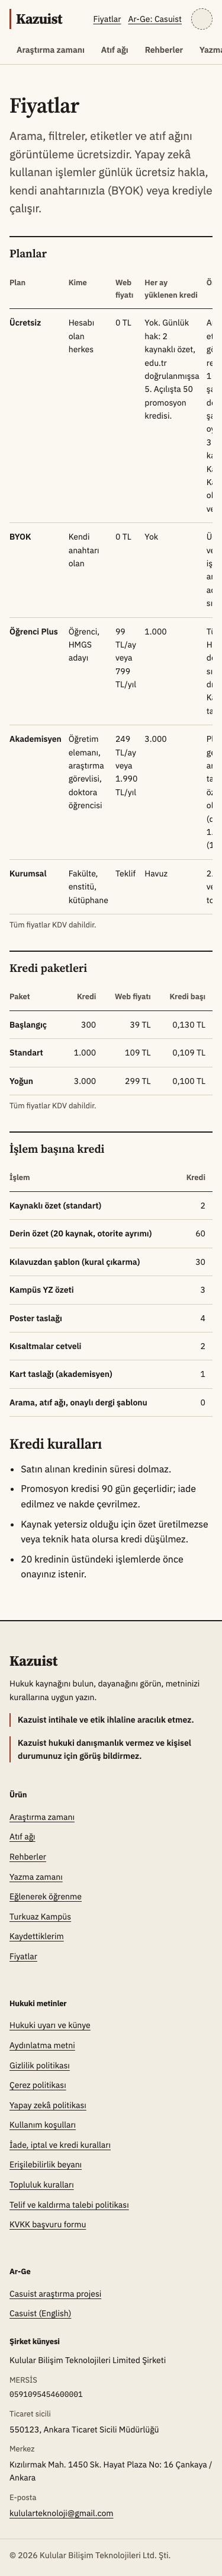 Kazuist
Fiyatlar Ar-Ge: Casuist
Araştırma zamanı Atıf ağı Rehberler Yazma
Fiyatlar
Arama, filtreler, etiketler ve atıf ağını
görüntüleme ücretsizdir. Yapay zekâ
kullanan işlemler günlük ücretsiz hakla,
kendi anahtarınızla (BYOK) veya krediyle
çalışır.
Planlar
Plan Kime Web fiyatı Her ay yüklenen kredi
Ücretsiz Hesabı olan herkes 0 TL Yok. Günlük hak: 2 kaynaklı özet, edu.tr doğrulanmışsa 5. Açılışta 50 promosyon kredisi.
BYOK Kendi anahtarı olan 0 TL Yok
Öğrenci Plus Öğrenci, HMGS adayı 99 TL/ay veya 799 TL/yıl 1.000
Akademisyen Öğretim elemanı, araştırma görevlisi, doktora öğrencisi 249 TL/ay veya 1.990 TL/yıl 3.000
Kurumsal Fakülte, enstitü, kütüphane Teklif Havuz
Tüm fiyatlar KDV dahildir.
Kredi paketleri
Paket Kredi Web fiyatı Kredi başı
Başlangıç 300 39 TL 0,130 TL
Standart 1.000 109 TL 0,109 TL
Yoğun 3.000 299 TL 0,100 TL
Tüm fiyatlar KDV dahildir.
İşlem başına kredi
İşlem Kredi
Kaynaklı özet (standart) 2
Derin özet (20 kaynak, otorite ayrımı) 60
Kılavuzdan şablon (kural çıkarma) 30
Kampüs YZ özeti 3
Poster taslağı 4
Kısaltmalar cetveli 2
Kart taslağı (akademisyen) 1
Arama, atıf ağı, onaylı dergi şablonu 0
Kredi kuralları
• Satın alınan kredinin süresi dolmaz.
• Promosyon kredisi 90 gün geçerlidir; iade
edilmez ve nakde çevrilmez.
• Kaynak yetersiz olduğu için özet üretilmezse
veya teknik hata olursa kredi düşülmez.
• 20 kredinin üstündeki işlemlerde önce
onayınız istenir.
Kazuist
Hukuk kaynağını bulun, dayanağını görün, metninizi
kurallarına uygun yazın.
Kazuist intihale ve etik ihlaline aracılık etmez.
Kazuist hukuki danışmanlık vermez ve kişisel
durumunuz için görüş bildirmez.
Ürün
Araştırma zamanı
Atıf ağı
Rehberler
Yazma zamanı
Eğlenerek öğrenme
Turkuaz Kampüs
Kaydettiklerim
Fiyatlar
Hukuki metinler
Hukuki uyarı ve künye
Aydınlatma metni
Gizlilik politikası
Çerez politikası
Yapay zekâ politikası
Kullanım koşulları
İade, iptal ve kredi kuralları
Erişilebilirlik beyanı
Topluluk kuralları
Telif ve kaldırma talebi politikası
KVKK başvuru formu
Ar-Ge
Casuist araştırma projesi
Casuist (English)
Şirket künyesi
Kulular Bilişim Teknolojileri Limited Şirketi
MERSİS
0591095454600001
Ticaret sicili
550123, Ankara Ticaret Sicili Müdürlüğü
Merkez
Kızılırmak Mah. 1450 Sk. Hayat Plaza No: 16 Çankaya /
Ankara
E-posta
kulularteknoloji@gmail.com
© 2026 Kulular Bilişim Teknolojileri Ltd. Şti.